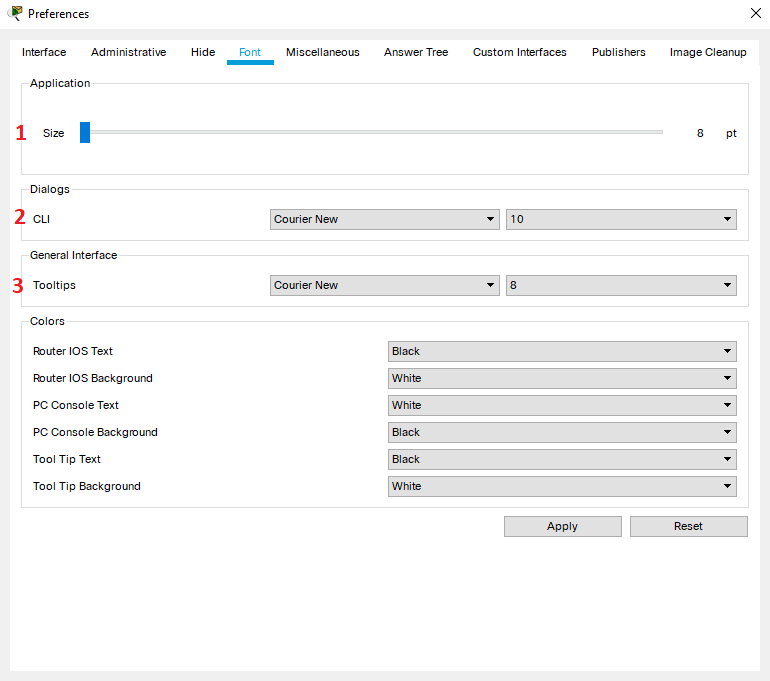 Preferences
Interface Administrative Hide Font Miscellaneous Answer Tree Custom Interfaces Publishers Image Cleanup
Application
1 Size 8 pt
Dialogs
2 CLI Courier New 10
General Interface
3 Tooltips Courier New 8
Colors
Router IOS Text Black
Router IOS Background White
PC Console Text White
PC Console Background Black
Tool Tip Text Black
Tool Tip Background White
Apply Reset